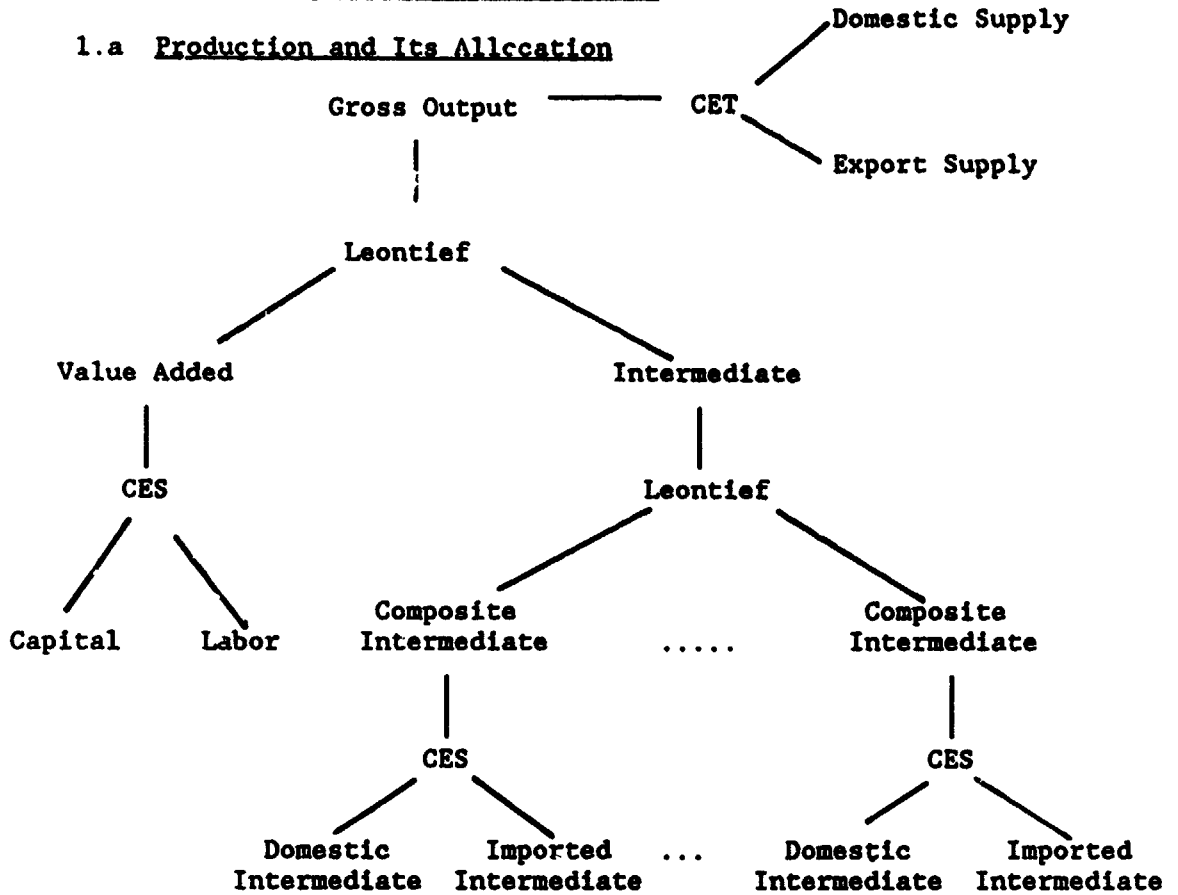 Domestic Supply
1.a Production and Its Allocation
Gross Output
CET
Export Supply
Leontief
Value Added
Intermediate
CES
Leontief
Capital
Labor
Composite
Intermediate
.....
Composite
Intermediate
CES
CES
Domestic
Intermediate
Imported
Intermediate
...
Domestic
Intermediate
Imported
Intermediate